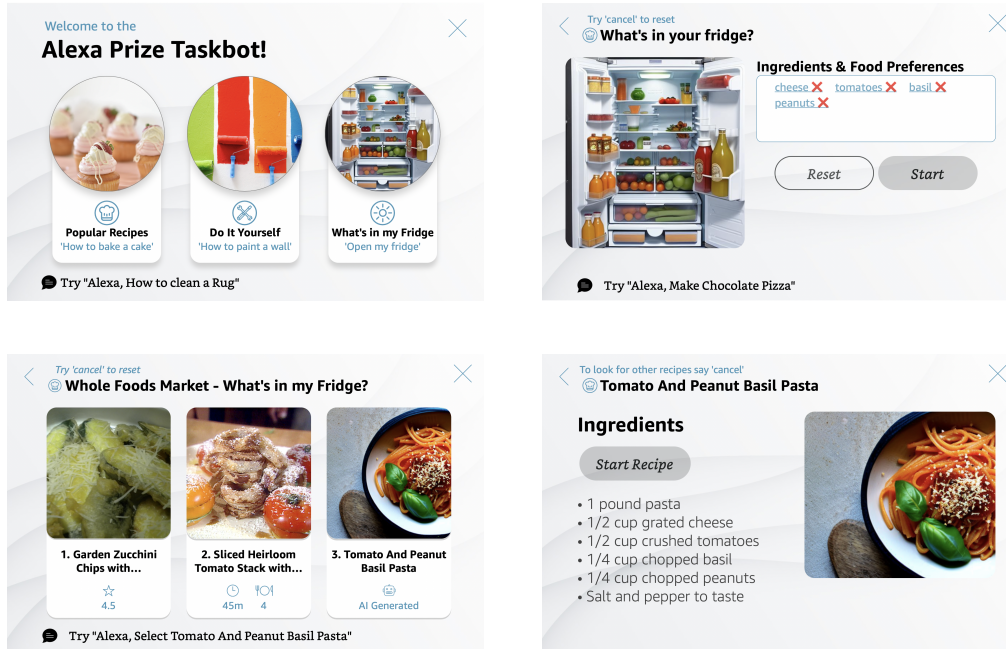 Welcome to the
Alexa Prize Taskbot!
Popular Recipes
'How to bake a cake'
Do It Yourself
'How to paint a wall'
What's in my Fridge
'Open my fridge'
Try "Alexa, How to clean a Rug"
Try 'cancel' to reset
What's in your fridge?
Ingredients & Food Preferences
cheese ❌ tomatoes ❌ basil ❌
peanuts ❌
Reset
Start
Try "Alexa, Make Chocolate Pizza"
Try 'cancel' to reset
Whole Foods Market - What's in my Fridge?
1. Garden Zucchini
Chips with...
4.5
2. Sliced Heirloom
Tomato Stack with...
45m 4
3. Tomato And Peanut
Basil Pasta
AI Generated
Try "Alexa, Select Tomato And Peanut Basil Pasta"
To look for other recipes say 'cancel'
Tomato And Peanut Basil Pasta
Ingredients
Start Recipe
• 1 pound pasta
• 1/2 cup grated cheese
• 1/2 cup crushed tomatoes
• 1/4 cup chopped basil
• 1/4 cup chopped peanuts
• Salt and pepper to taste